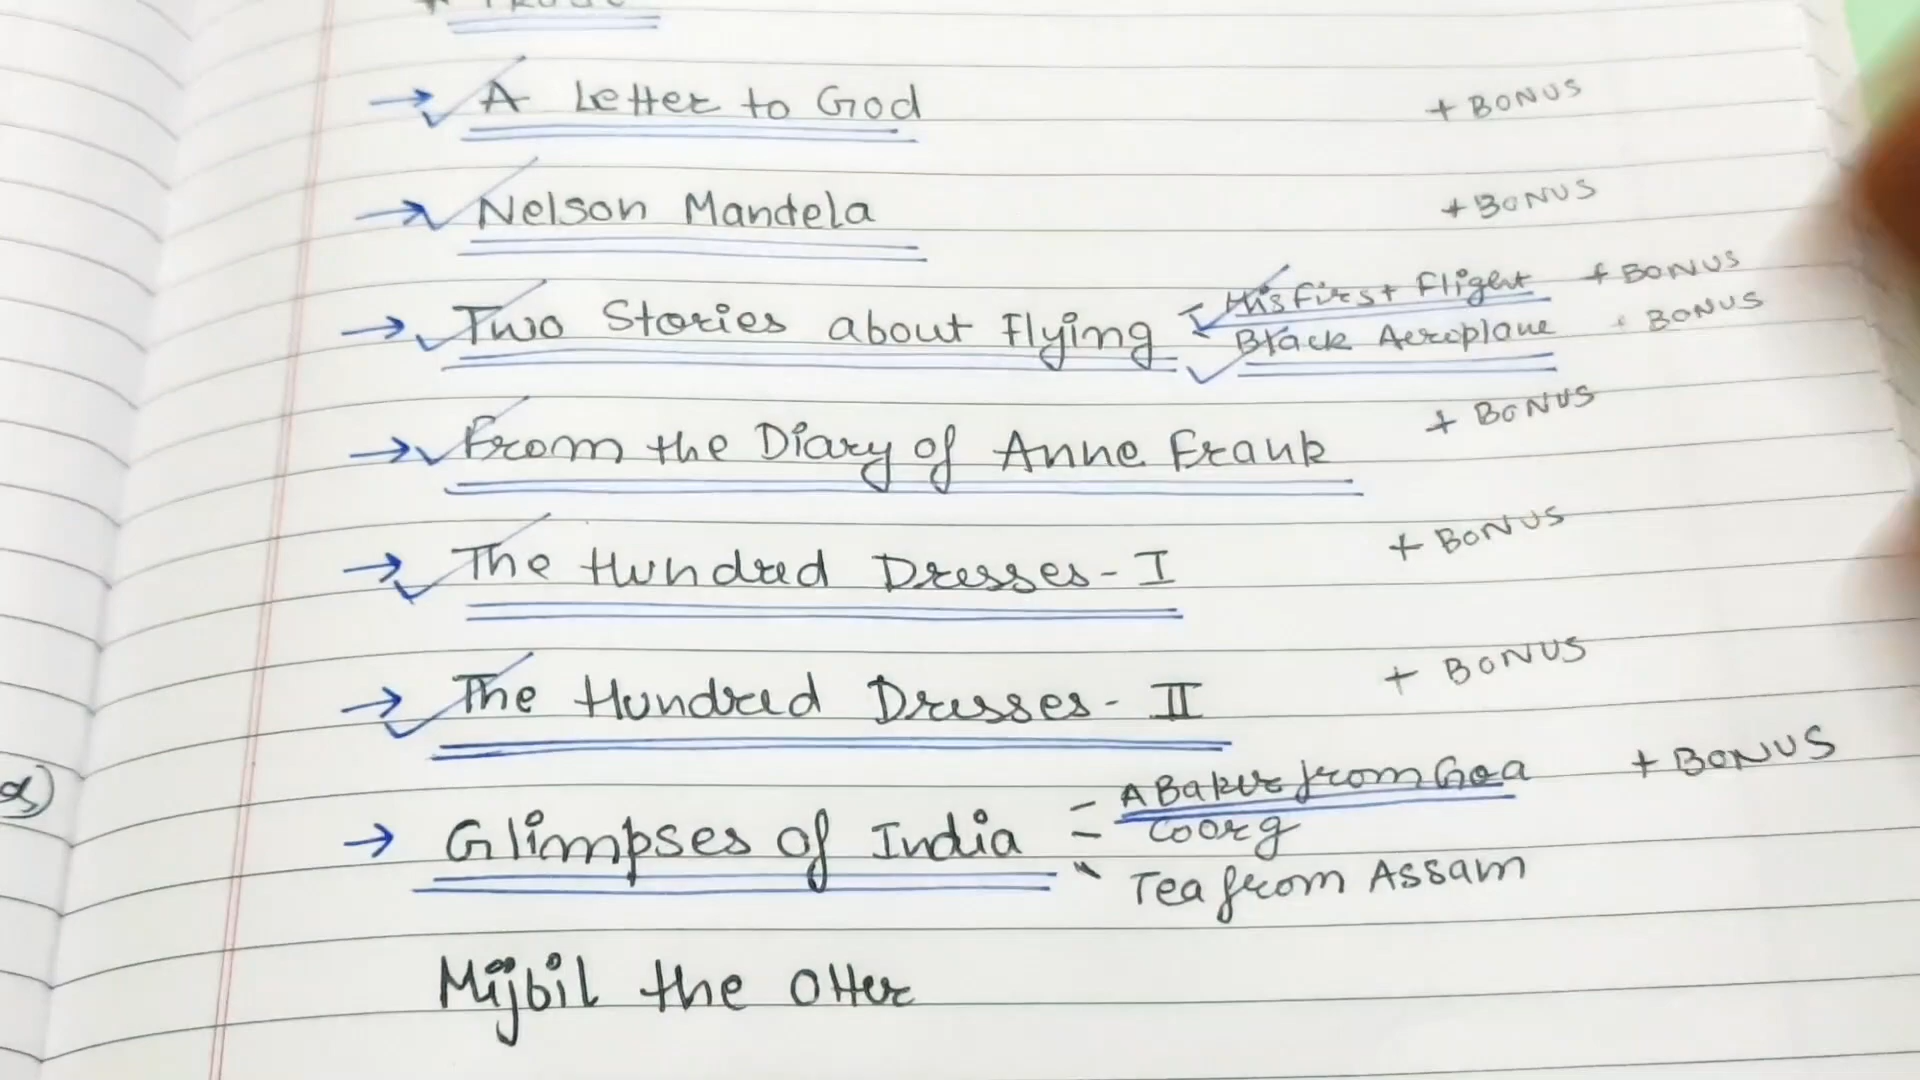 → A Letter to God + BONUS
→ Nelson Mandela + BONUS
→ Two Stories about Flying - His First Flight + BONUS
- Black Aeroplane + BONUS
→ From the Diary of Anne Frank + BONUS
→ The Hundred Dresses - I + BONUS
→ The Hundred Dresses - II + BONUS
→ Glimpses of India - A Baker from Goa + BONUS
- Coorg
- Tea from Assam
Mijbil the Otter